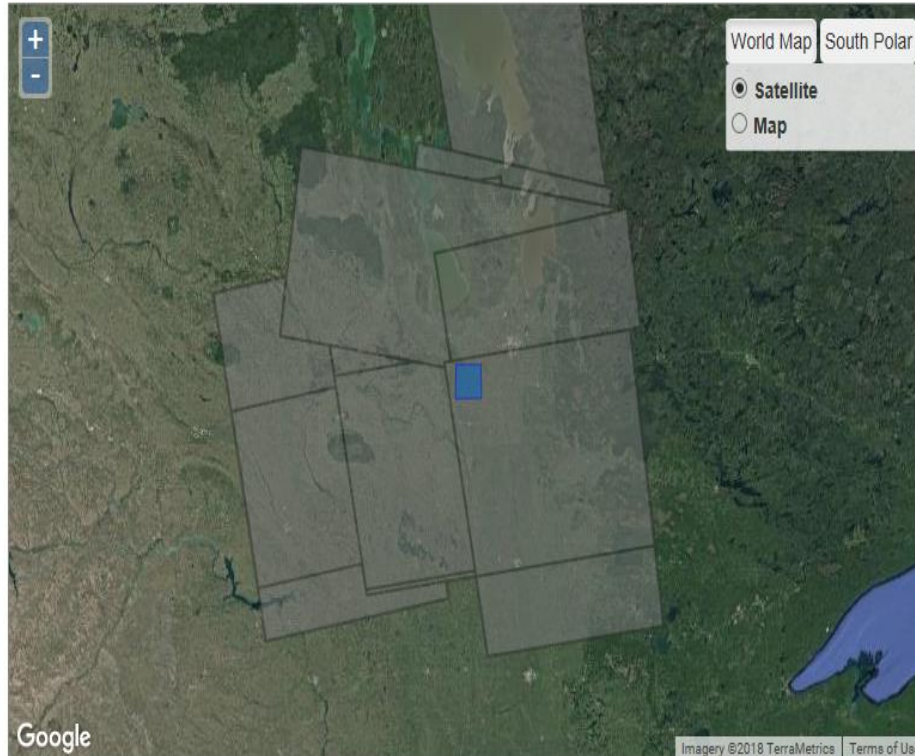 +
-
World Map South Polar
Satellite
Map
Google
Imagery ©2018 TerraMetrics Terms of Us